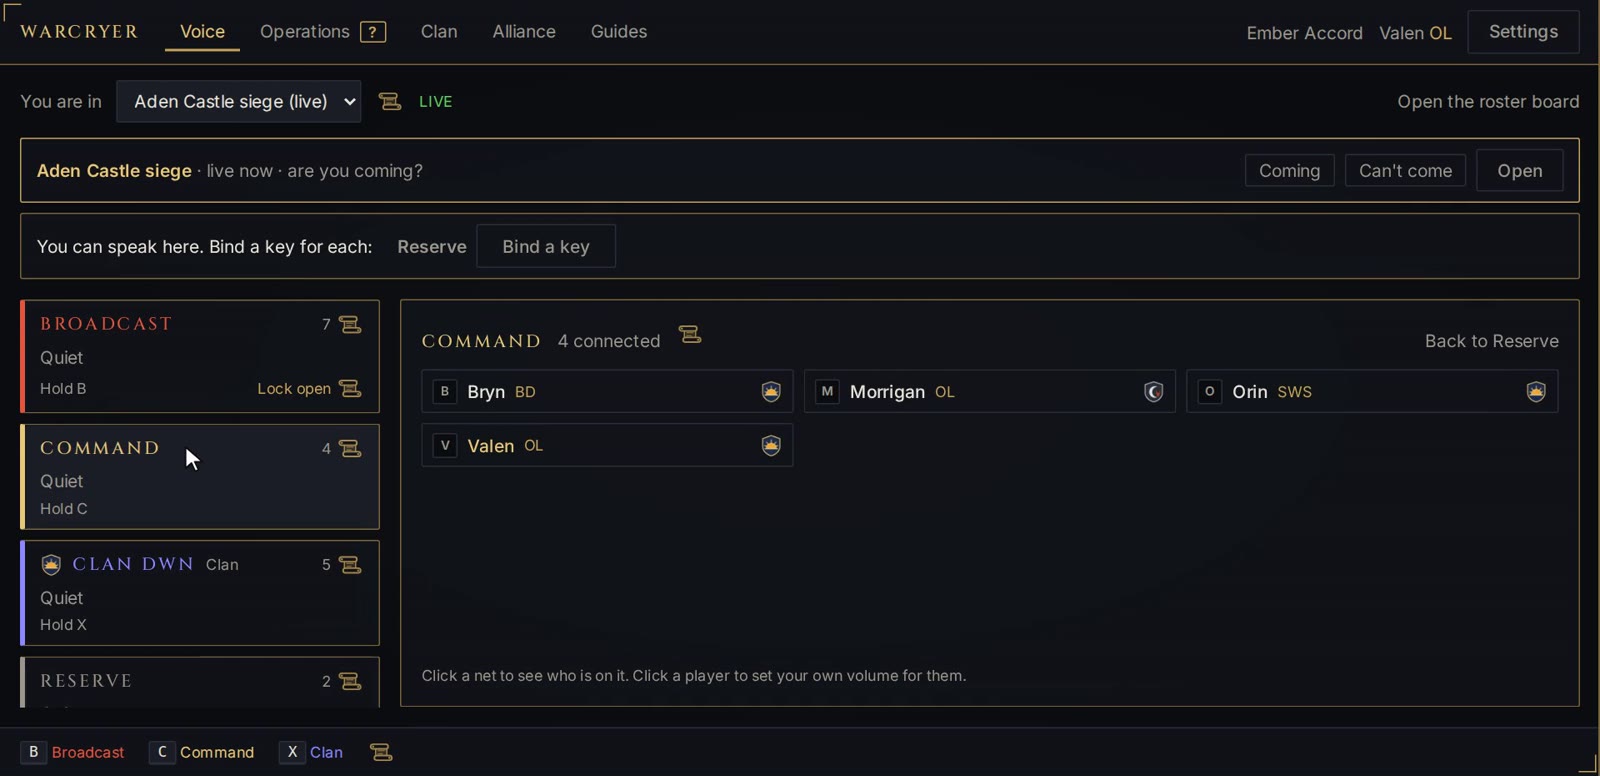 WARCRYER Voice Operations ? Clan Alliance Guides Ember Accord Valen OL Settings
You are in Aden Castle siege (live) LIVE Open the roster board
Aden Castle siege · live now · are you coming? Coming Can't come Open
You can speak here. Bind a key for each: Reserve Bind a key
BROADCAST 7
Quiet
Hold B Lock open
COMMAND 4
Quiet
Hold C
CLAN DWN Clan 5
Quiet
Hold X
RESERVE 2
COMMAND 4 connected Back to Reserve
B Bryn BD M Morrigan OL O Orin SWS
V Valen OL
Click a net to see who is on it. Click a player to set your own volume for them.
B Broadcast C Command X Clan